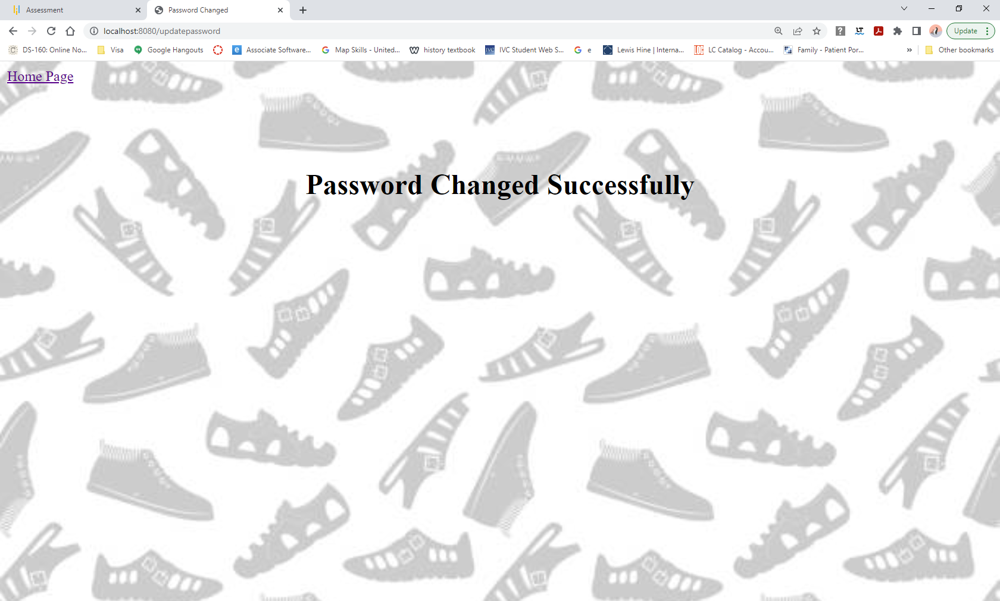 Assessment
Password Changed
localhost:8080/updatepassword
Update
DS-160: Online No...
Visa
Google Hangouts
Associate Software...
Map Skills - United...
history textbook
IVC Student Web S...
e
Lewis Hine | Interna...
LC Catalog - Accou...
Family - Patient Por...
»
Other bookmarks
Home Page
Password Changed Successfully